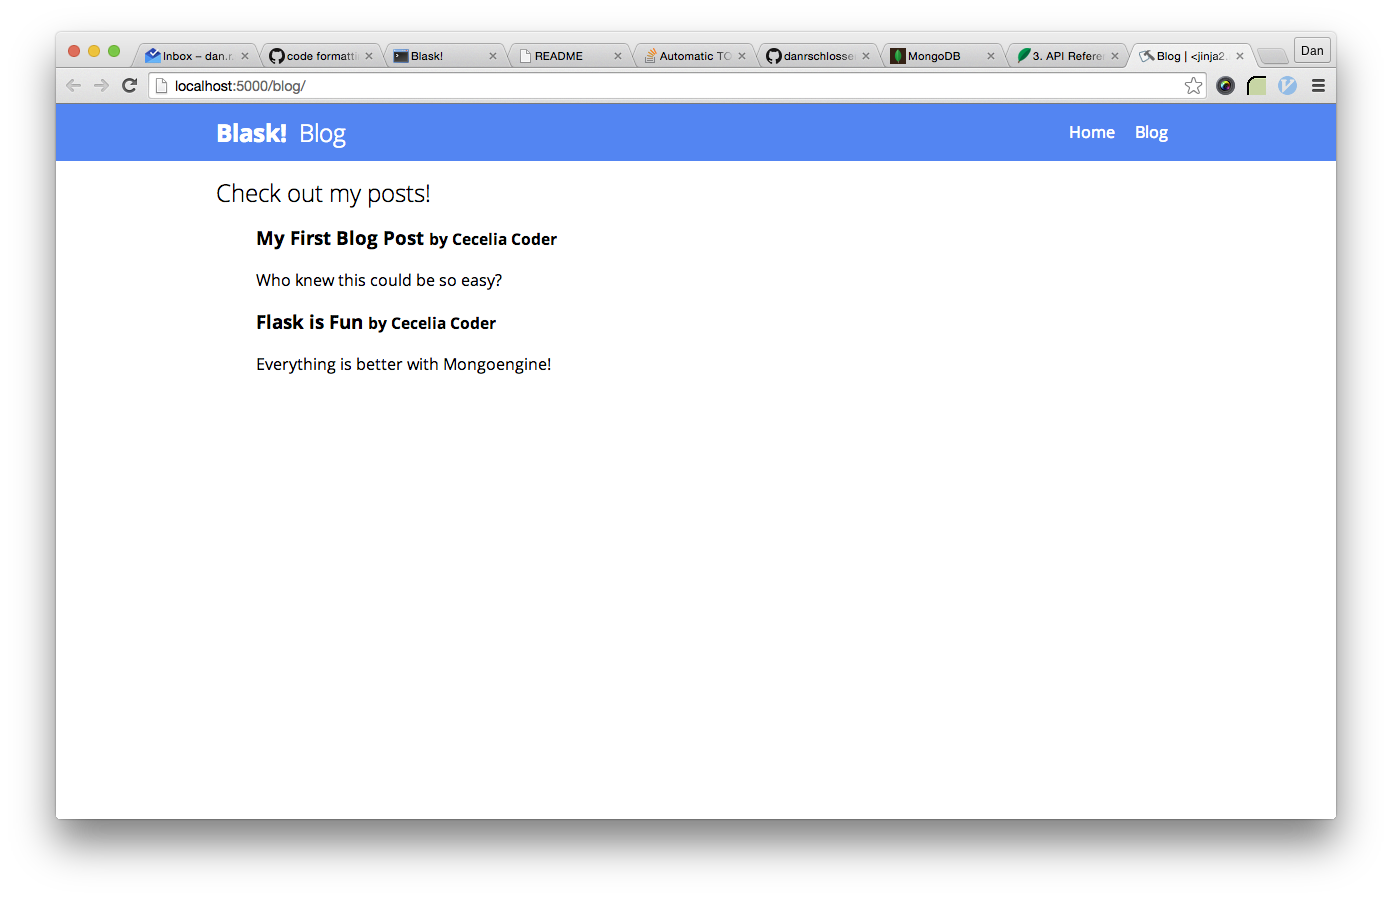 Inbox – dan.r
code formatti
Blask!
README
Automatic TO
danrschlosse
MongoDB
3. API Referen
Blog | <jinja2.
Dan
localhost:5000/blog/
Blask! Blog
Home
Blog
Check out my posts!
My First Blog Post by Cecelia Coder
Who knew this could be so easy?
Flask is Fun by Cecelia Coder
Everything is better with Mongoengine!